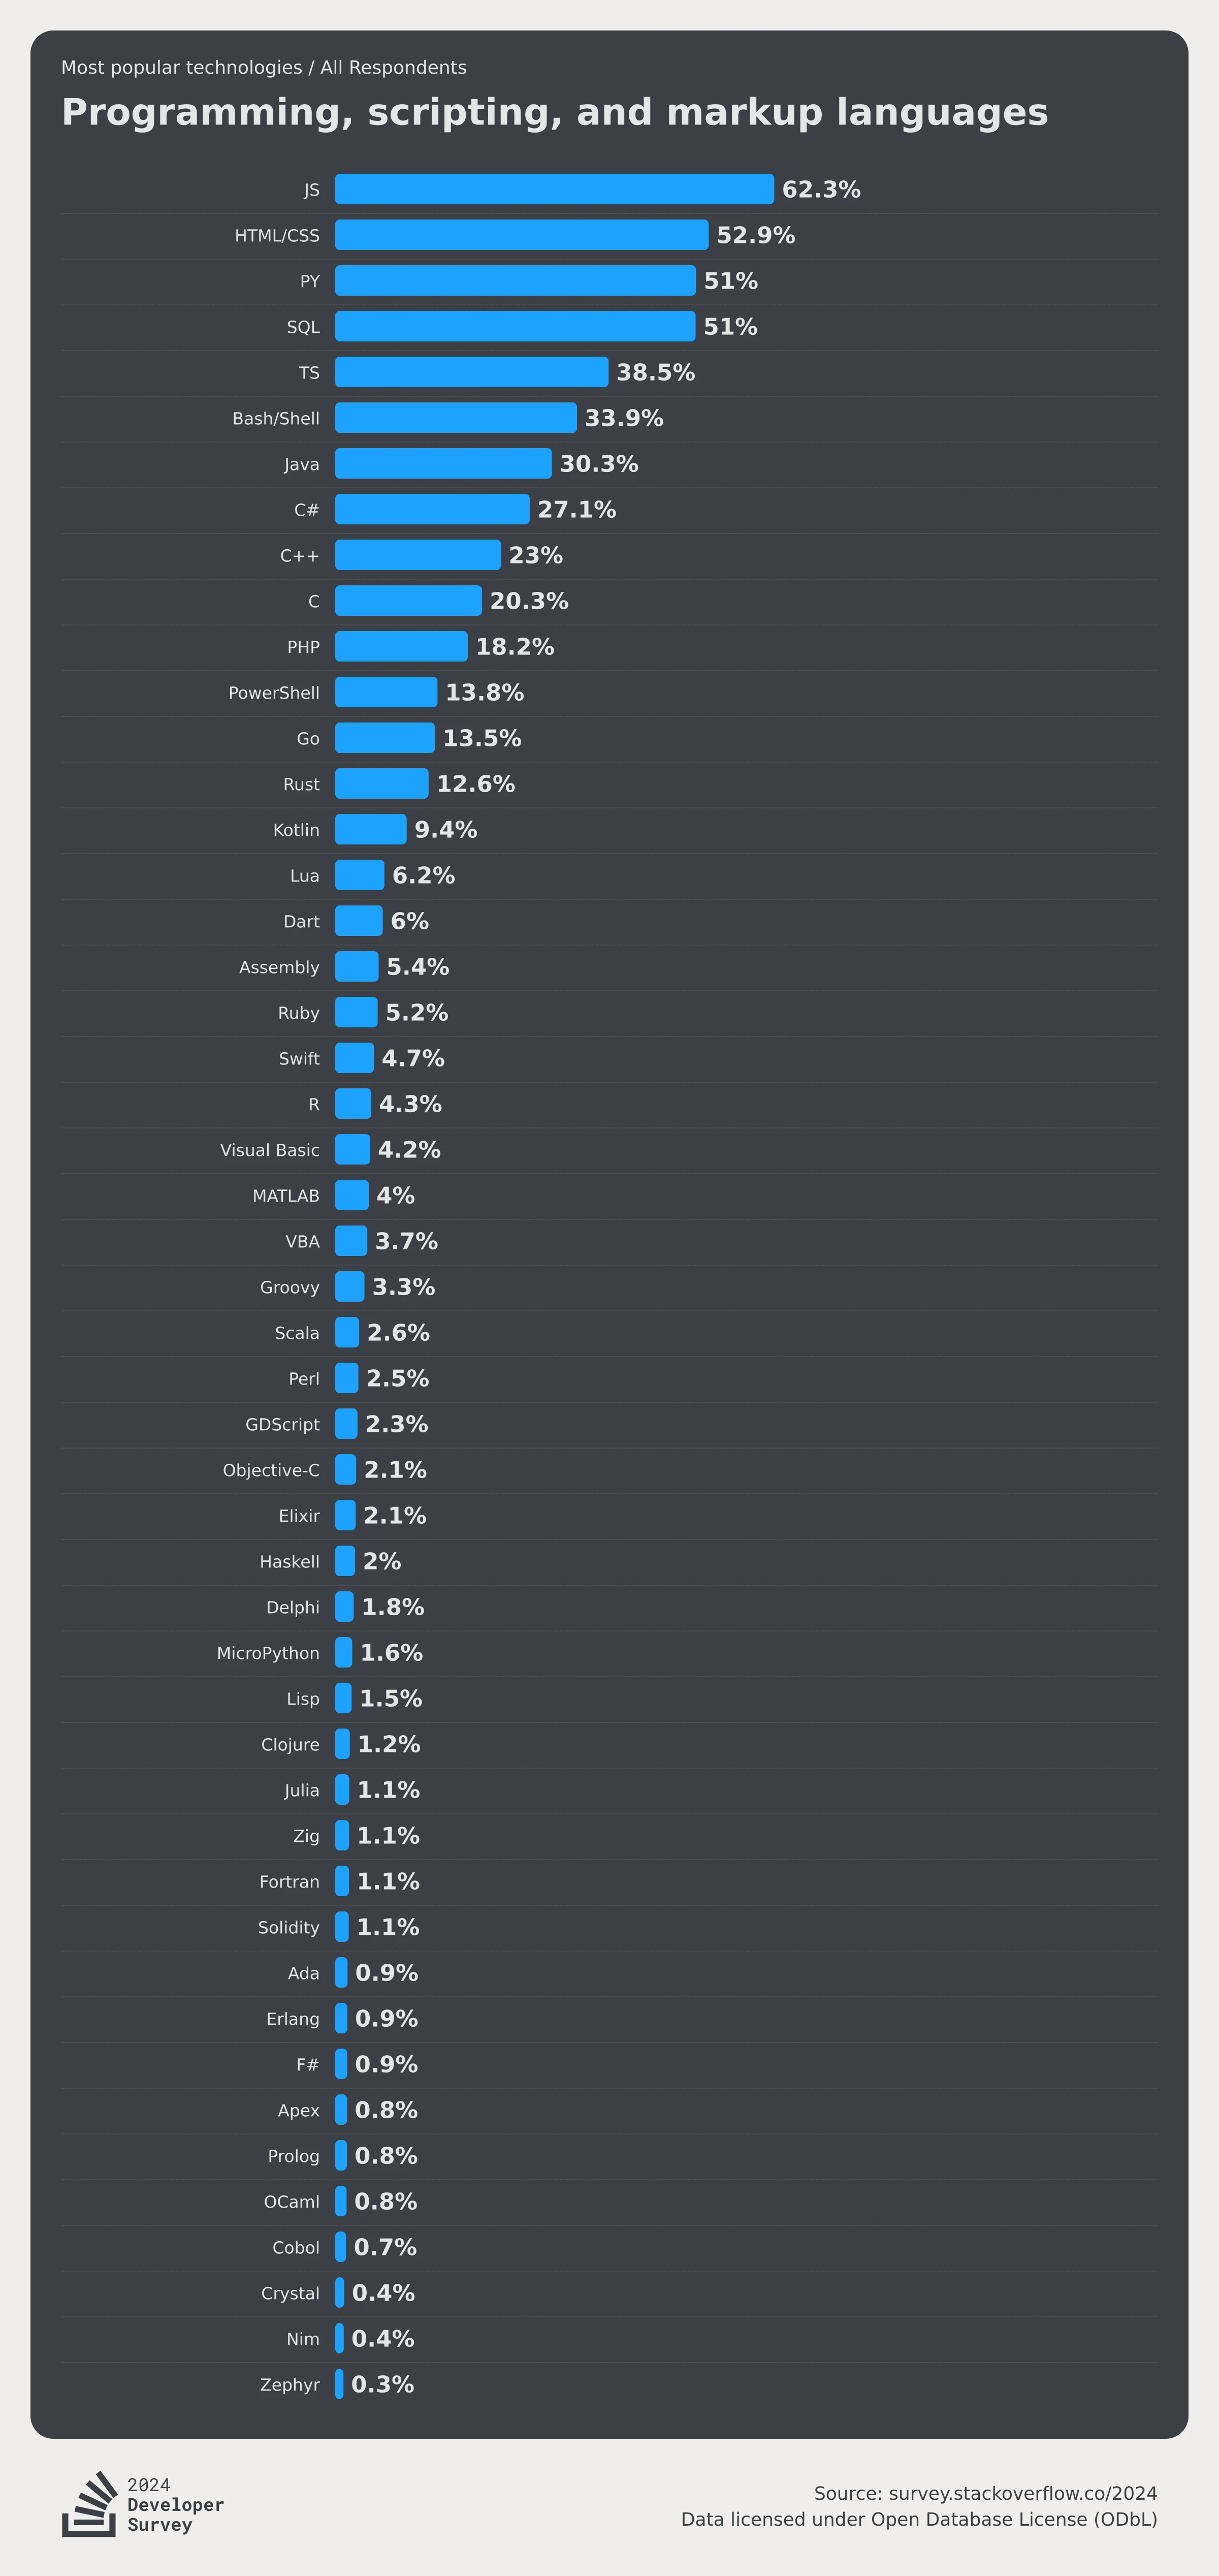 Most popular technologies / All Respondents
Programming, scripting, and markup languages
JS 62.3%
HTML/CSS 52.9%
PY 51%
SQL 51%
TS 38.5%
Bash/Shell 33.9%
Java 30.3%
C# 27.1%
C++ 23%
C 20.3%
PHP 18.2%
PowerShell 13.8%
Go 13.5%
Rust 12.6%
Kotlin 9.4%
Lua 6.2%
Dart 6%
Assembly 5.4%
Ruby 5.2%
Swift 4.7%
R 4.3%
Visual Basic 4.2%
MATLAB 4%
VBA 3.7%
Groovy 3.3%
Scala 2.6%
Perl 2.5%
GDScript 2.3%
Objective-C 2.1%
Elixir 2.1%
Haskell 2%
Delphi 1.8%
MicroPython 1.6%
Lisp 1.5%
Clojure 1.2%
Julia 1.1%
Zig 1.1%
Fortran 1.1%
Solidity 1.1%
Ada 0.9%
Erlang 0.9%
F# 0.9%
Apex 0.8%
Prolog 0.8%
OCaml 0.8%
Cobol 0.7%
Crystal 0.4%
Nim 0.4%
Zephyr 0.3%
2024
Developer
Survey
Source: survey.stackoverflow.co/2024
Data licensed under Open Database License (ODbL)